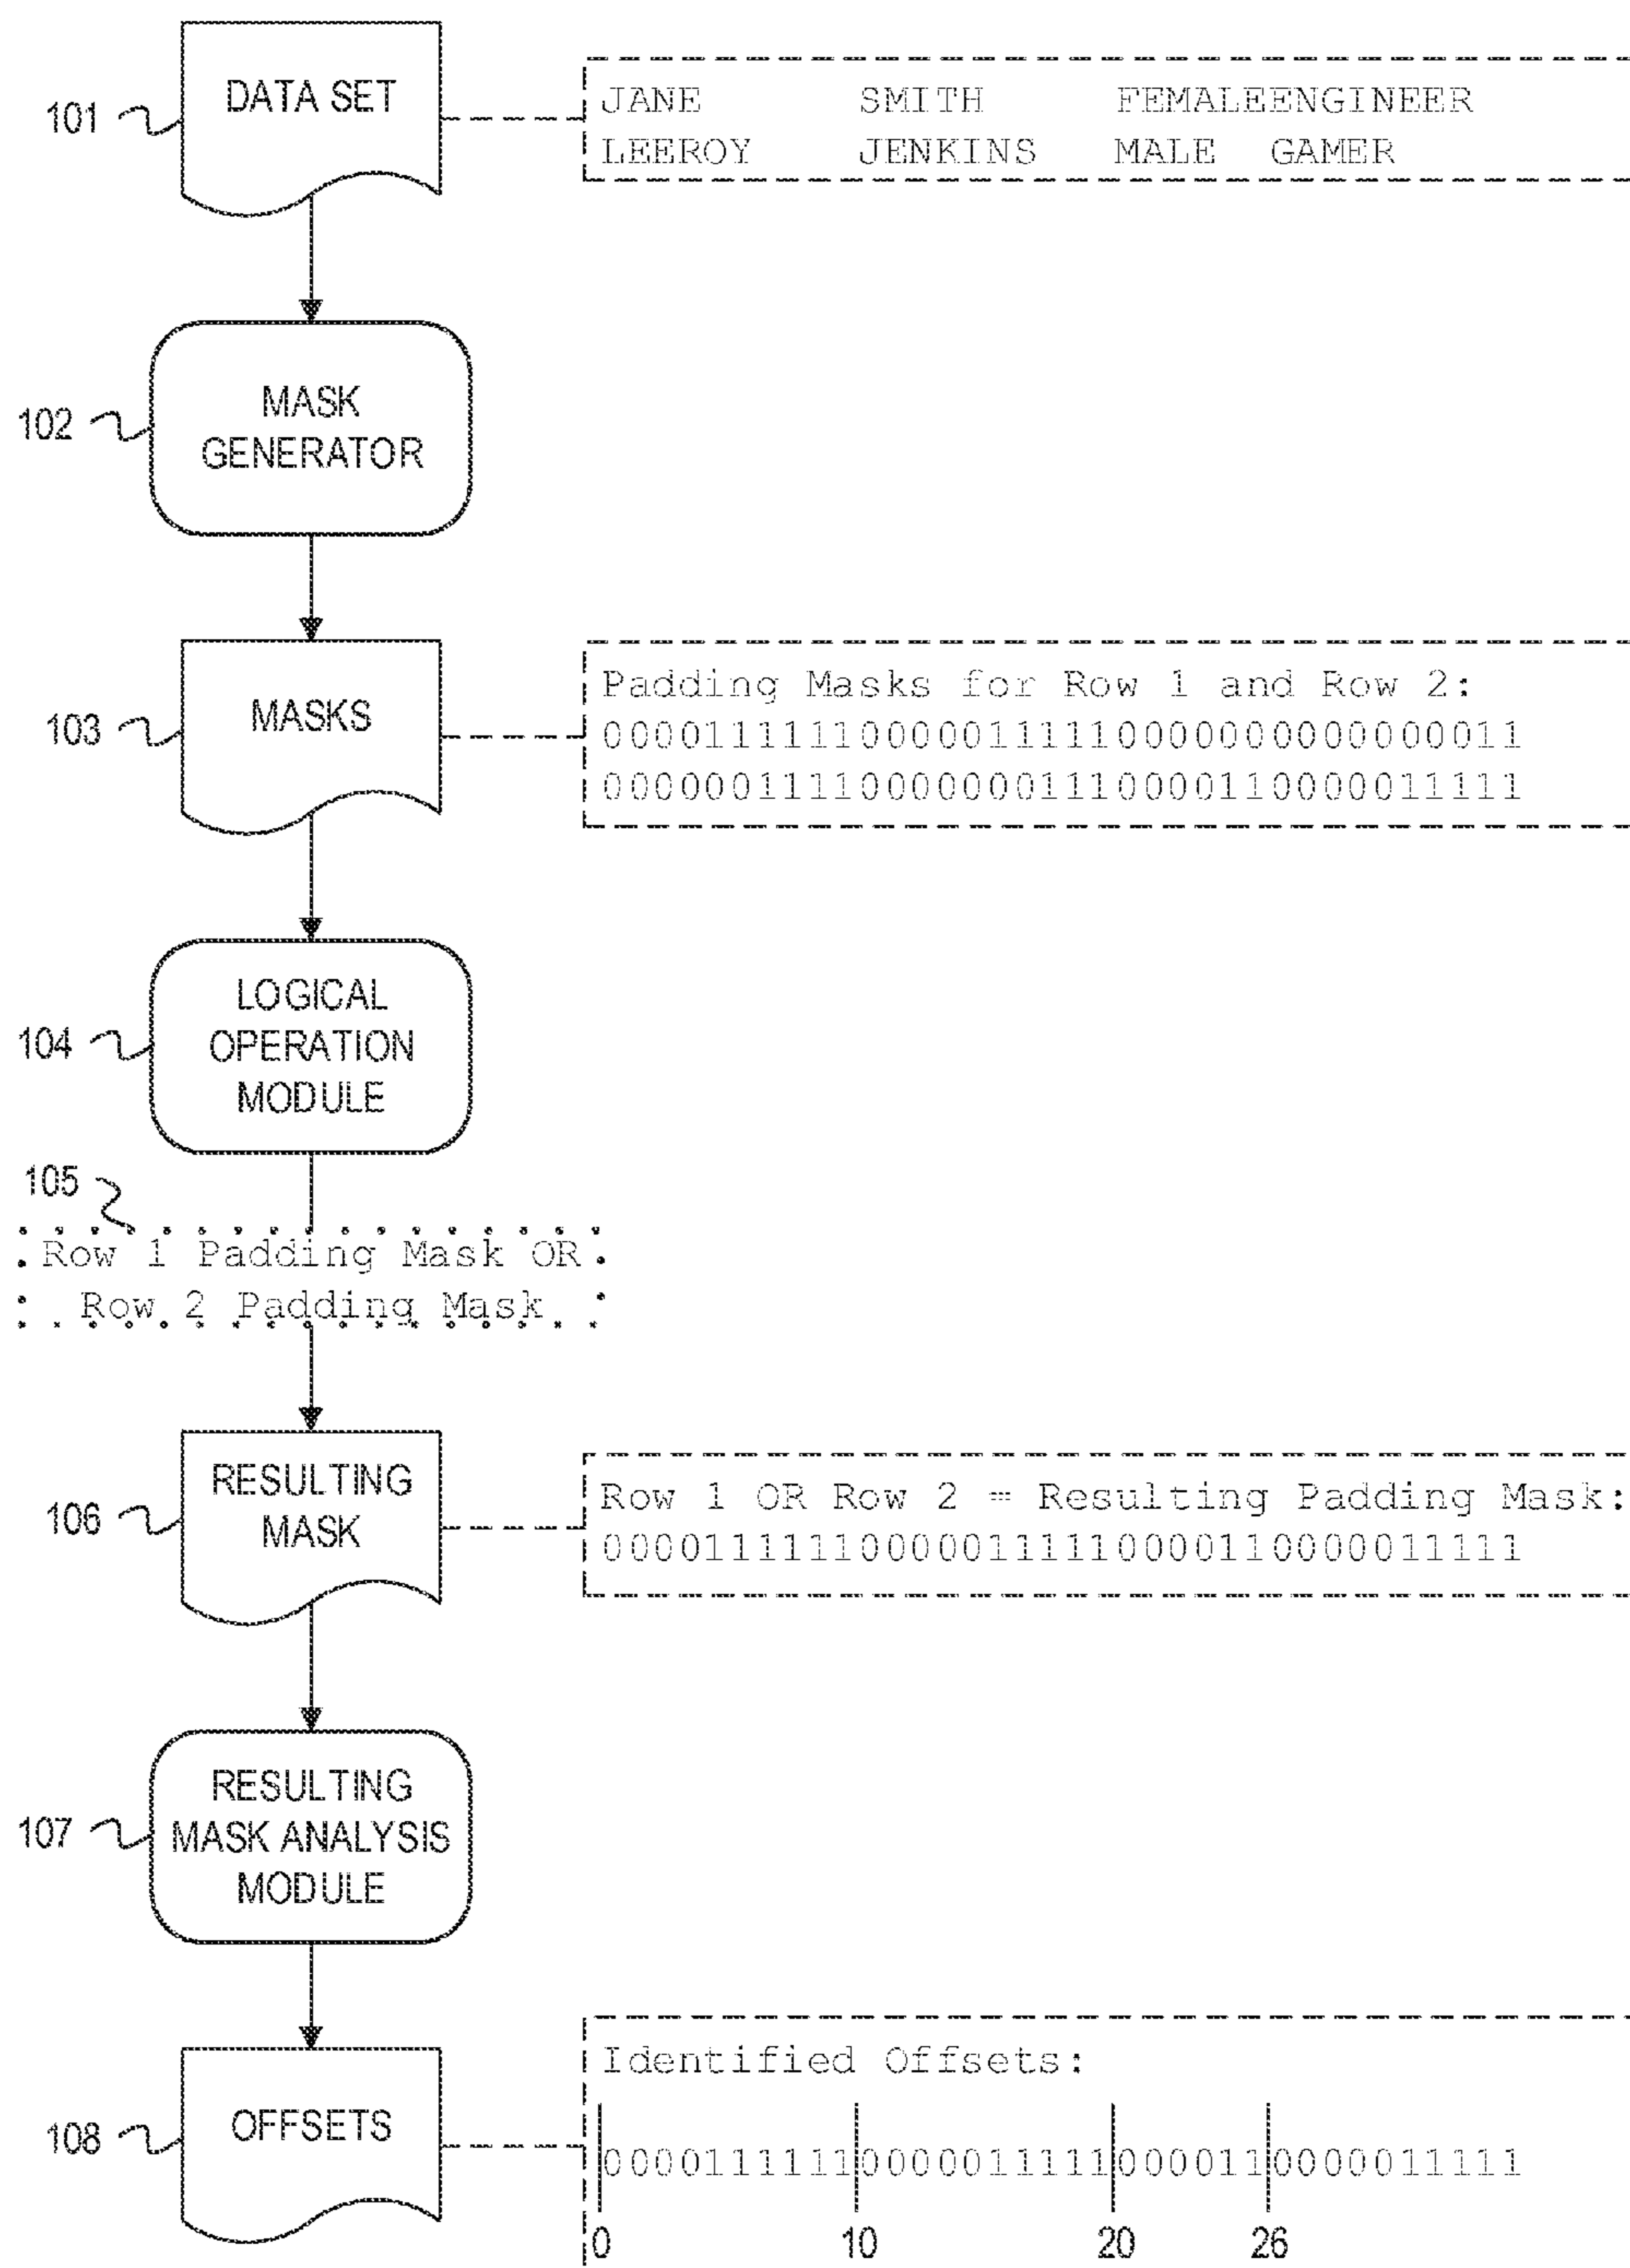 DATA SET
101
JANE      SMITH     FEMALEENGINEER
LEEROY    JENKINS   MALE  GAMER
102
MASK
GENERATOR
103
MASKS
Padding Masks for Row 1 and Row 2:
000011111100000111110000000000000011
000000111100000001110000110000011111
104
LOGICAL
OPERATION
MODULE
105
Row 1 Padding Mask OR
Row 2 Padding Mask
106
RESULTING
MASK
Row 1 OR Row 2 = Resulting Padding Mask:
000011111100000111110000110000011111
107
RESULTING
MASK ANALYSIS
MODULE
108
OFFSETS
Identified Offsets:
000011111100000111110000110000011111
0 10 20 26